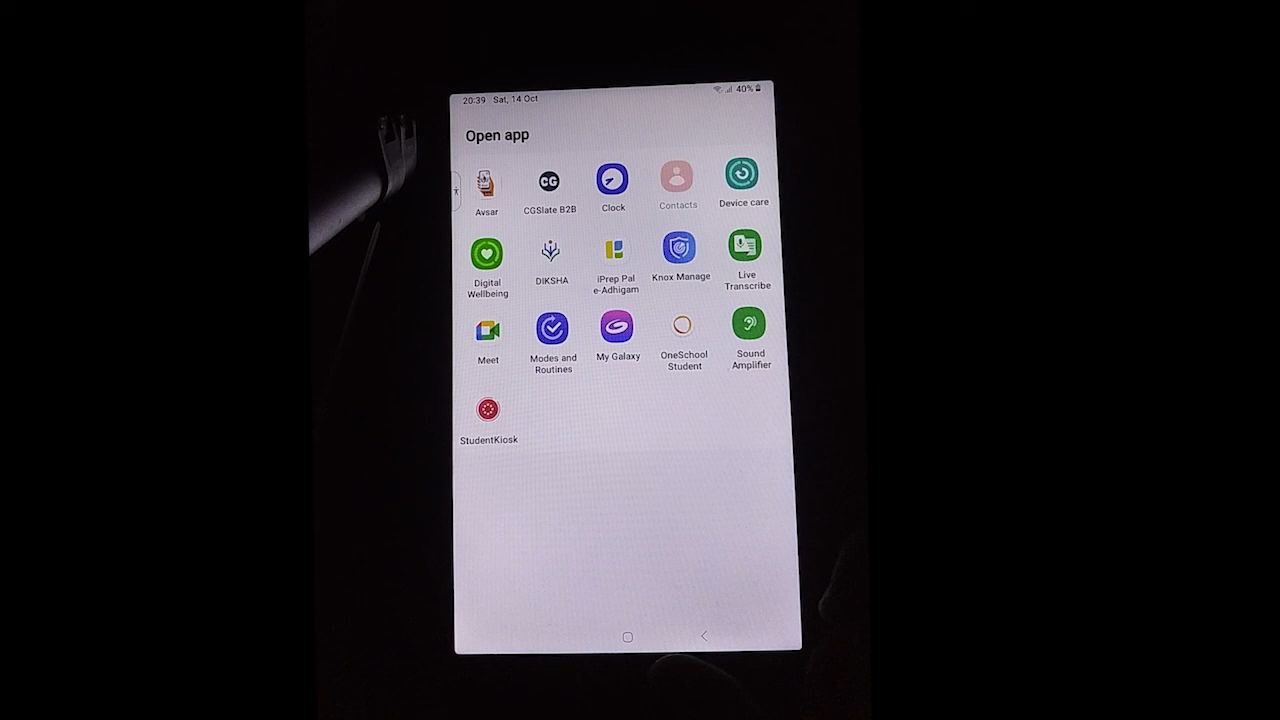 20:39 Sat, 14 Oct 40%
Open app
Avsar
CGSlate B2B
Clock
Contacts
Device care
Digital
Wellbeing
DIKSHA
iPrep Pal
e-Adhigam
Knox Manage
Live
Transcribe
Meet
Modes and
Routines
My Galaxy
OneSchool
Student
Sound
Amplifier
StudentKiosk
CG